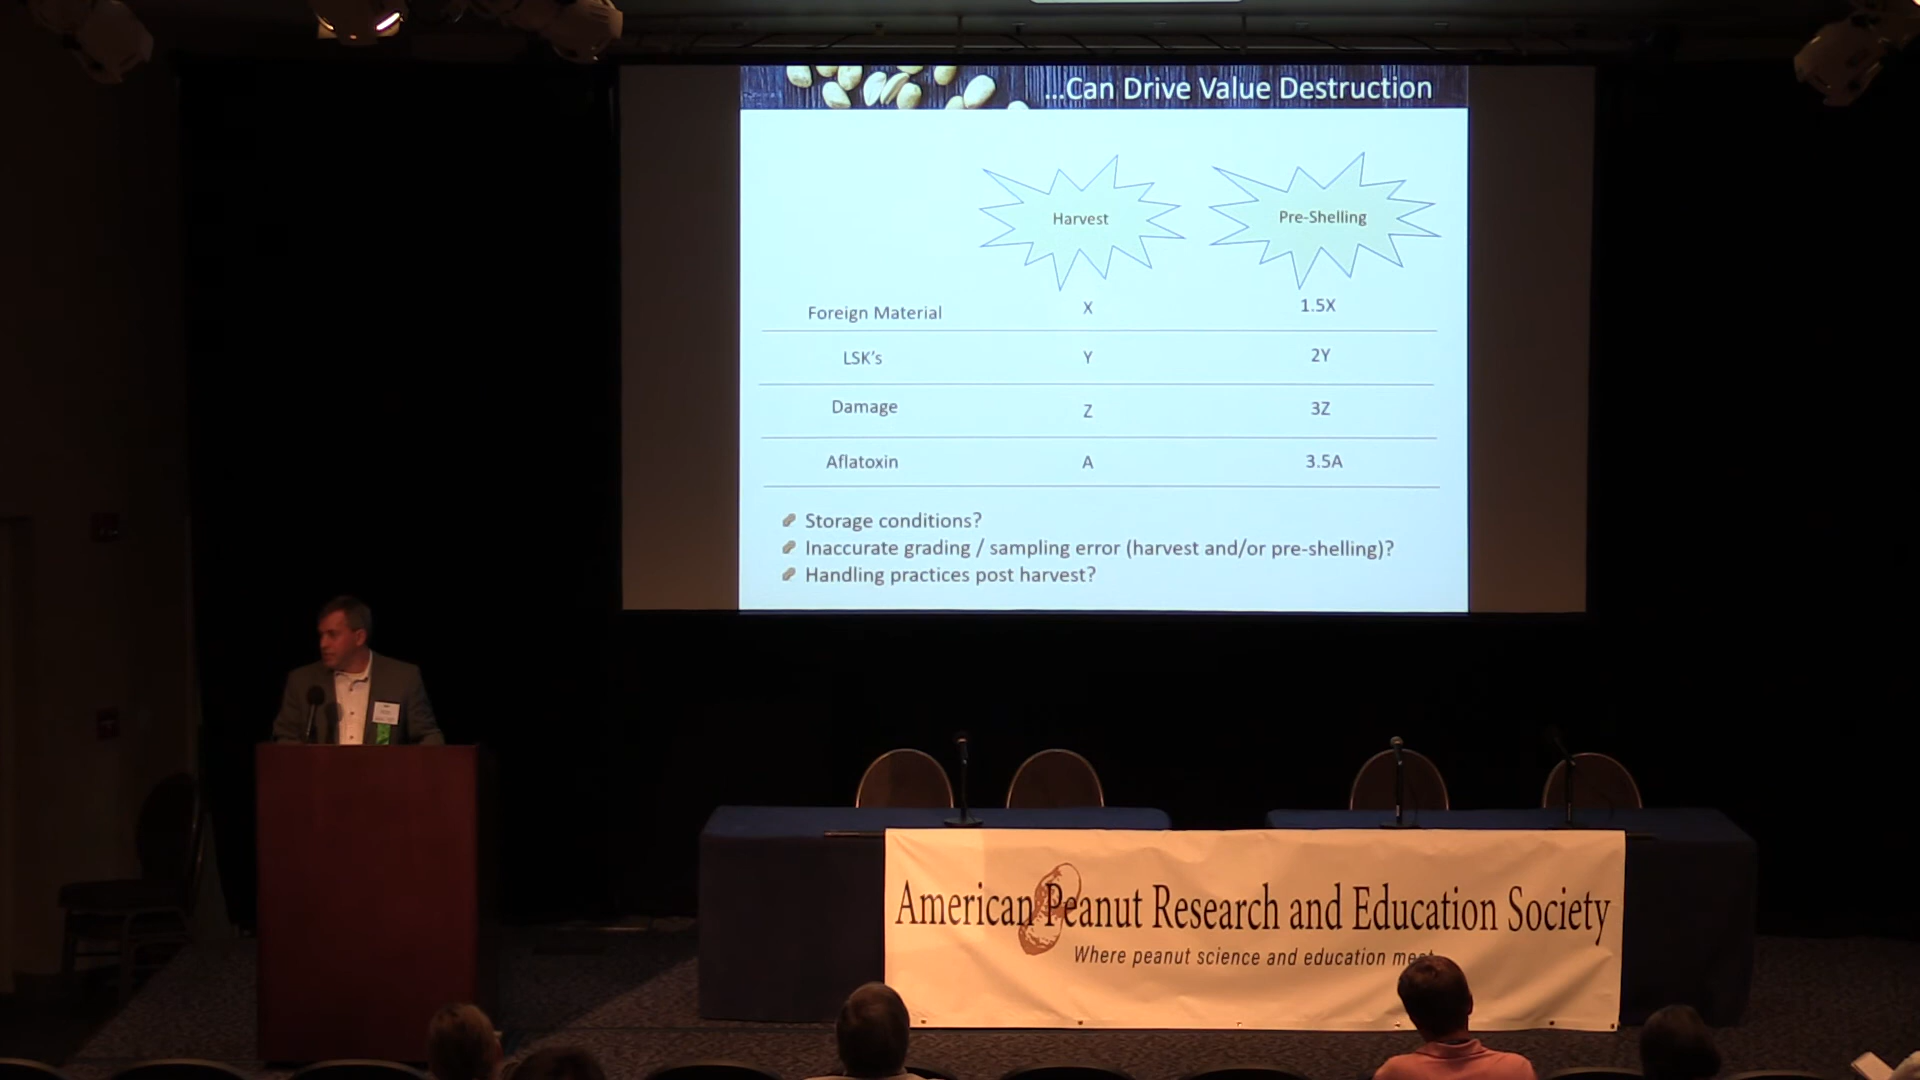 ...Can Drive Value Destruction
Harvest
Pre-Shelling
Foreign Material X 1.5X
LSK's Y 2Y
Damage Z 3Z
Aflatoxin A 3.5A
Storage conditions?
Inaccurate grading / sampling error (harvest and/or pre-shelling)?
Handling practices post harvest?
American Peanut Research and Education Society
Where peanut science and education meet